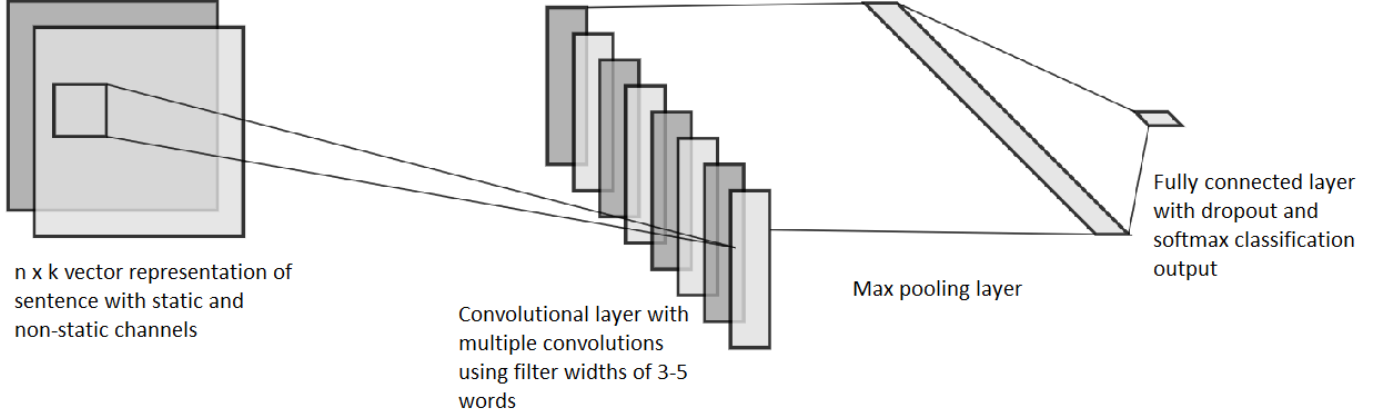 n x k vector representation of
sentence with static and
non-static channels
Convolutional layer with
multiple convolutions
using filter widths of 3-5
words
Max pooling layer
Fully connected layer
with dropout and
softmax classification
output